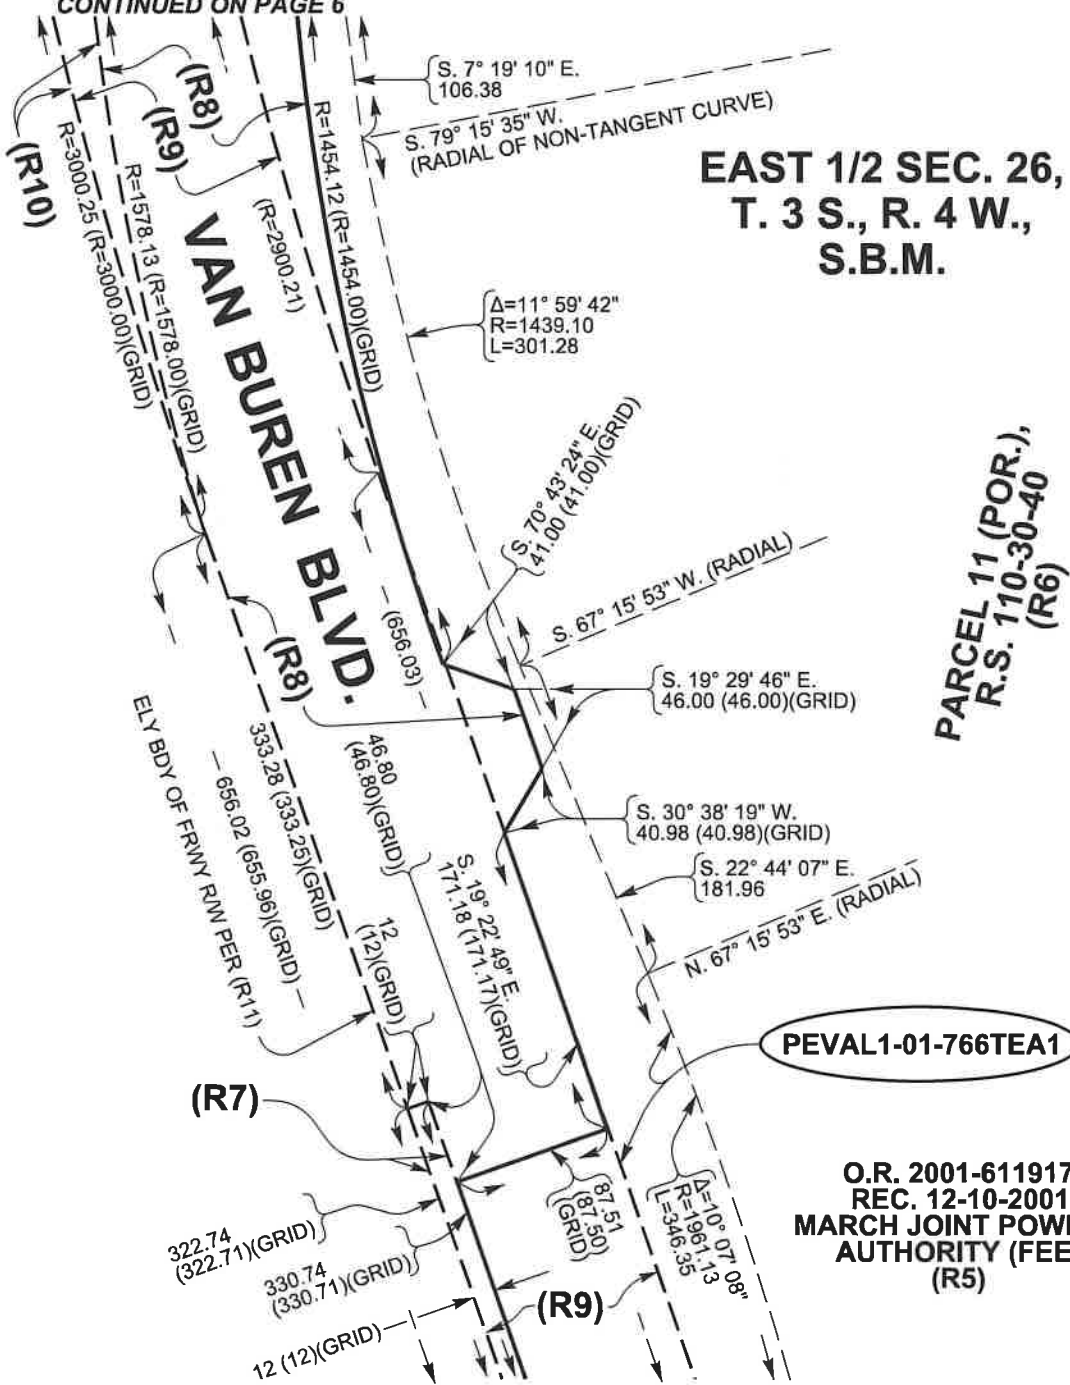 CONTINUED ON PAGE 6
S. 7° 19' 10" E.
106.38
S. 79° 15' 35" W.
(RADIAL OF NON-TANGENT CURVE)
EAST 1/2 SEC. 26,
T. 3 S., R. 4 W.,
S.B.M.
(R8)
(R9)
(R10)
R=3000.25 (R=3000.00)(GRID)
R=1578.13 (R=1578.00)(GRID)
VAN BUREN BLVD.
(R=2900.21)
R=1454.12 (R=1454.00)(GRID)
Δ=11° 59' 42"
R=1439.10
L=301.28
S. 70° 43' 24" E.
41.00 (41.00)(GRID)
PARCEL 11 (POR.),
R.S. 110-30-40
(R6)
S. 67° 15' 53" W. (RADIAL)
(R8)
(656.03)
S. 19° 29' 46" E.
46.00 (46.00)(GRID)
ELY BDY OF FRWY R/W PER (R11)
656.02 (655.96)(GRID)
333.28 (333.25)(GRID)
46.80
(46.80)(GRID)
S. 30° 38' 19" W.
40.98 (40.98)(GRID)
S. 22° 44' 07" E.
181.96
N. 67° 15' 53" E. (RADIAL)
12
(12)(GRID)
S. 19° 22' 49" E.
171.18 (171.17)(GRID)
PEVAL1-01-766TEA1
(R7)
87.51
(87.50)
(GRID)
Δ=10° 07' 08"
R=1961.13
L=346.35
O.R. 2001-611917
REC. 12-10-2001
MARCH JOINT POW
AUTHORITY (FEE
(R5)
322.74
(322.71)(GRID)
330.74
(330.71)(GRID)
(R9)
12 (12)(GRID)